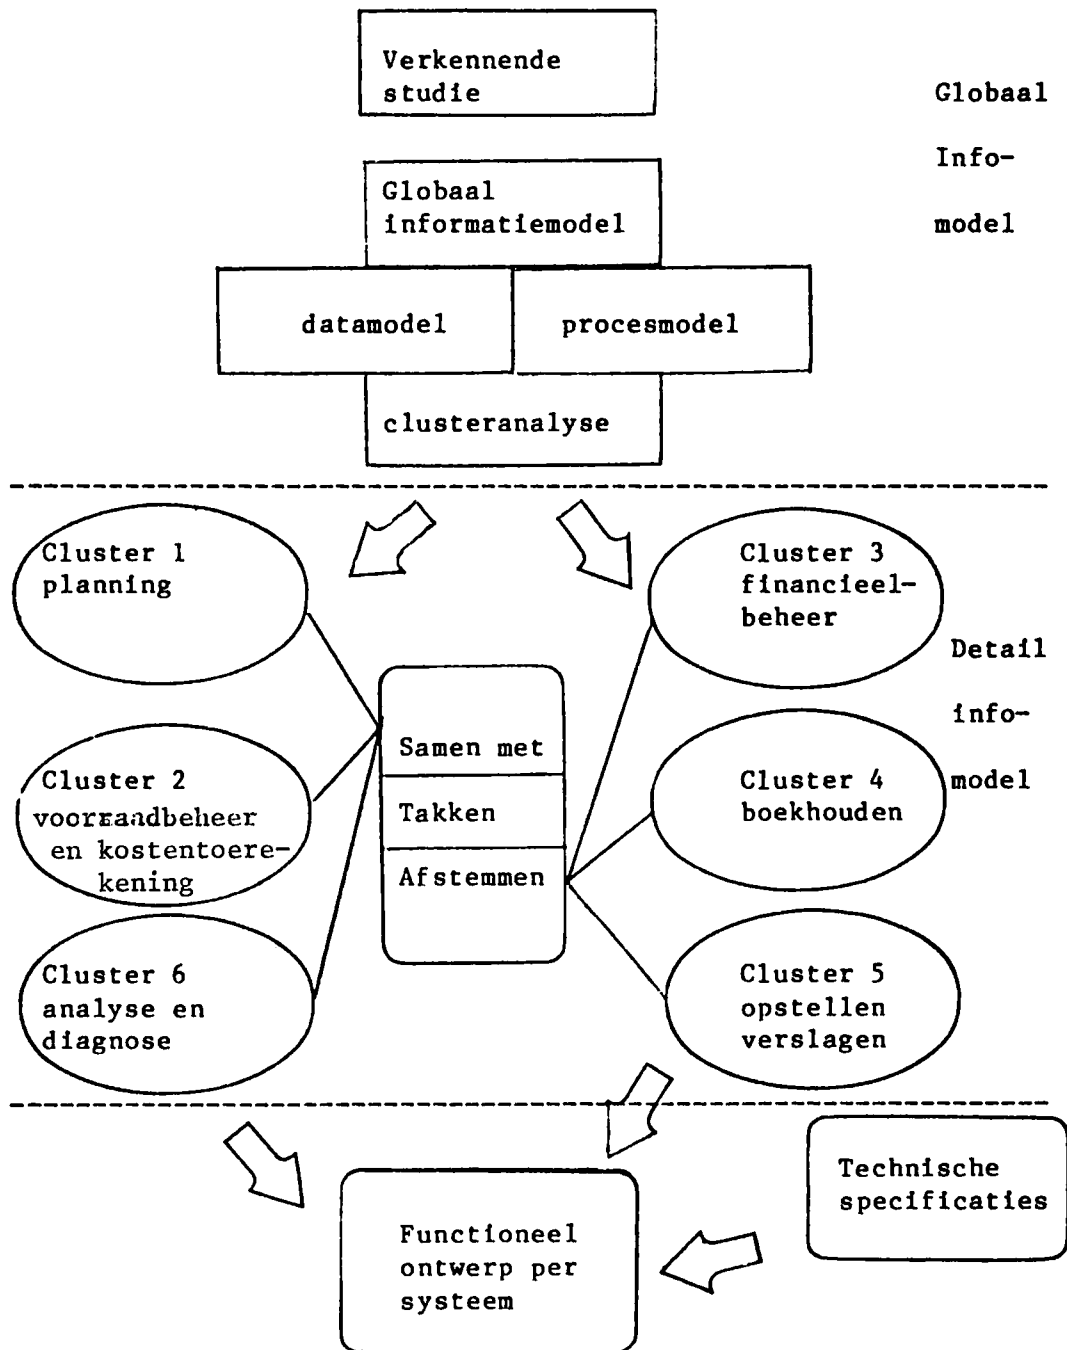 Verkennende
studie
Globaal
Info-
model
Globaal
informatiemodel
datamodel
procesmodel
clusteranalyse
Cluster 1
planning
Cluster 3
financieel-
beheer
Detail
info-
model
Samen met
Takken
Afstemmen
Cluster 2
voorraadbeheer
en kostentoere-
kening
Cluster 4
boekhouden
Cluster 6
analyse en
diagnose
Cluster 5
opstellen
verslagen
Technische
specificaties
Functioneel
ontwerp per
systeem